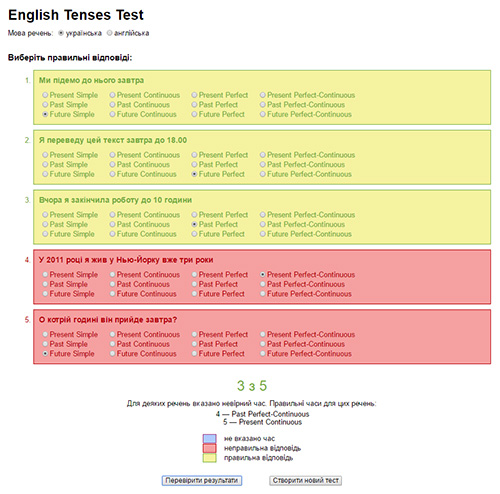 English Tenses Test
Мова речень: українська англійська
Виберіть правильні відповіді:
1. Ми підемо до нього завтра
Present Simple Present Continuous Present Perfect Present Perfect-Continuous
Past Simple Past Continuous Past Perfect Past Perfect-Continuous
Future Simple Future Continuous Future Perfect Future Perfect-Continuous
2. Я переведу цей текст завтра до 18.00
Present Simple Present Continuous Present Perfect Present Perfect-Continuous
Past Simple Past Continuous Past Perfect Past Perfect-Continuous
Future Simple Future Continuous Future Perfect Future Perfect-Continuous
3. Вчора я закінчила роботу до 10 години
Present Simple Present Continuous Present Perfect Present Perfect-Continuous
Past Simple Past Continuous Past Perfect Past Perfect-Continuous
Future Simple Future Continuous Future Perfect Future Perfect-Continuous
4. У 2011 році я жив у Нью-Йорку вже три роки
Present Simple Present Continuous Present Perfect Present Perfect-Continuous
Past Simple Past Continuous Past Perfect Past Perfect-Continuous
Future Simple Future Continuous Future Perfect Future Perfect-Continuous
5. О котрій годині він прийде завтра?
Present Simple Present Continuous Present Perfect Present Perfect-Continuous
Past Simple Past Continuous Past Perfect Past Perfect-Continuous
Future Simple Future Continuous Future Perfect Future Perfect-Continuous
3 з 5
Для деяких речень вказано невірний час. Правильні часи для цих речень:
4 — Past Perfect-Continuous
5 — Present Continuous
не вказано час
неправильна відповідь
правильна відповідь
Перевірити результати Створити новий тест